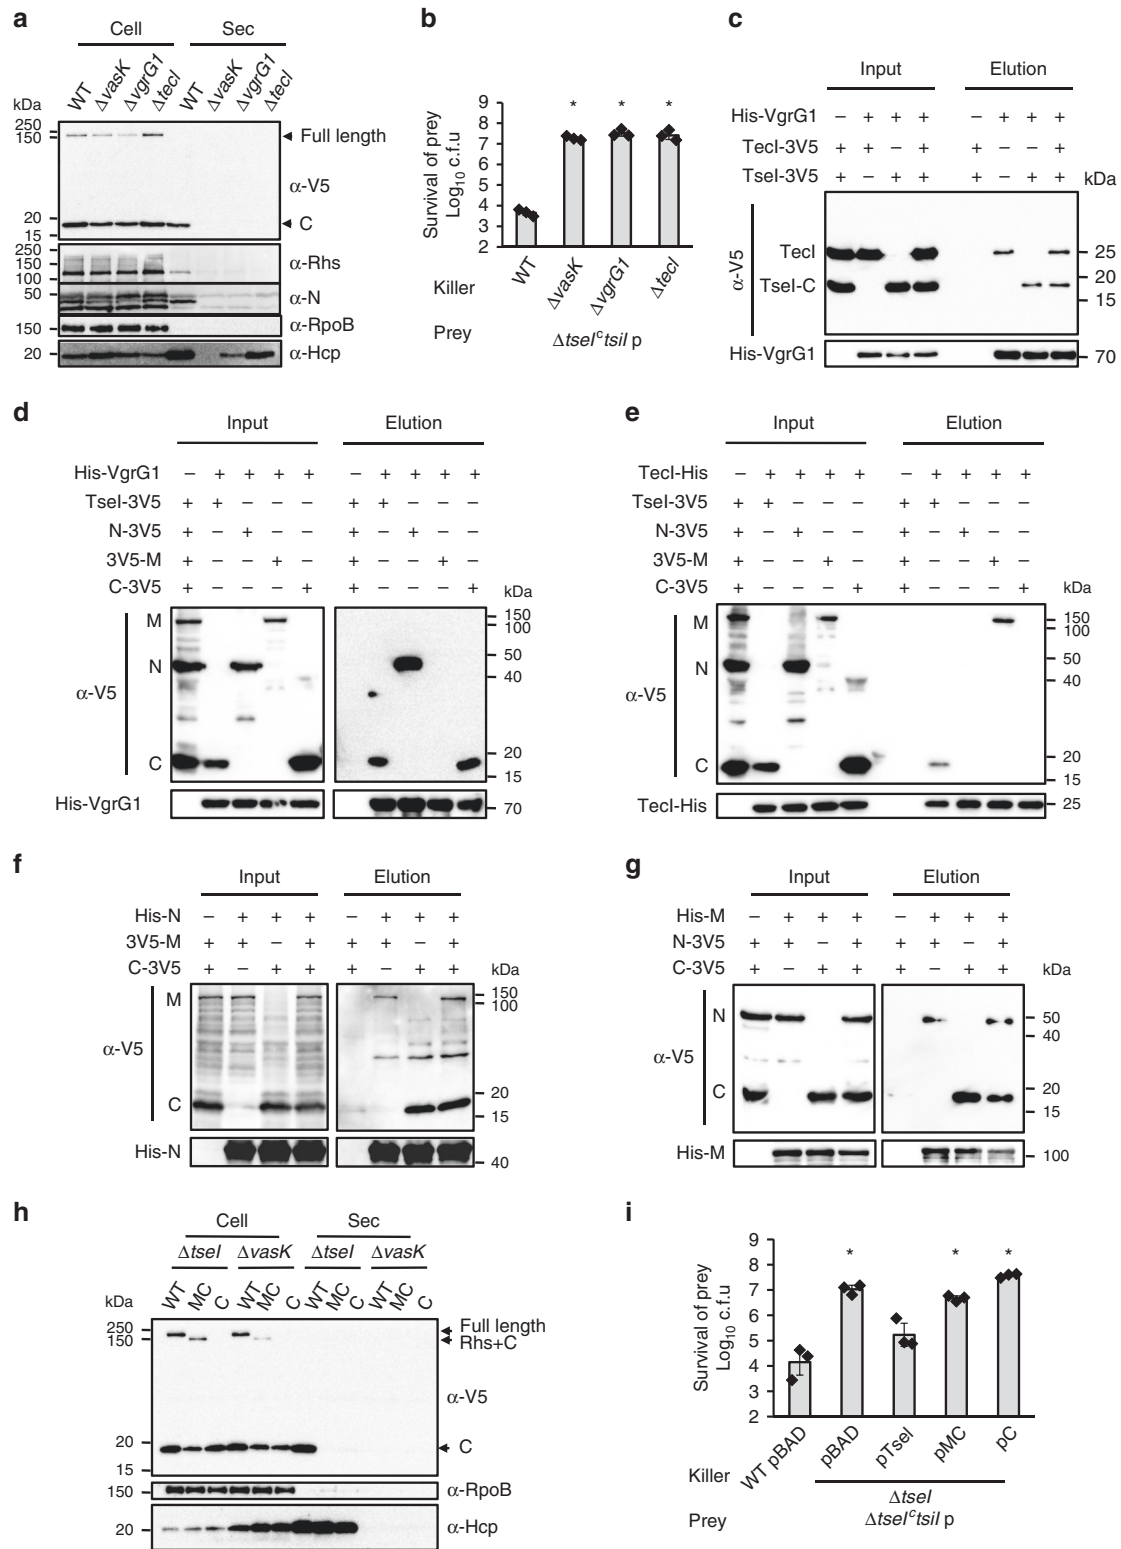 a
Cell Sec
WT ΔvasK ΔvgrG1 ΔtecI WT ΔvasK ΔvgrG1 ΔtecI
kDa
250
150
Full length
α-V5
20
15
C
250
150
100
α-Rhs
50
α-N
150
α-RpoB
20
α-Hcp
b
Survival of prey
Log10 c.f.u
9
8
7
6
5
4
3
2
* * *
WT ΔvasK ΔvgrG1 ΔtecI
Killer
Prey
ΔtseIᶜtsiI p
c
Input Elution
His-VgrG1 − + + + − + + +
TecI-3V5 + + − + + + − +
TseI-3V5 + − + + + − + +
kDa
α-V5
TecI
TseI-C
25
20
15
His-VgrG1
70
d
Input Elution
His-VgrG1 − + + + + − + + + +
TseI-3V5 + + − − − + + − − −
N-3V5 + − + − − + − + − −
3V5-M + − − + − + − − + −
C-3V5 + − − − + + − − − +
kDa
α-V5
M
N
C
150
100
50
40
20
15
His-VgrG1
70
e
Input Elution
TecI-His − + + + + − + + + +
TseI-3V5 + + − − − + + − − −
N-3V5 + − + − − + − + − −
3V5-M + − − + − + − − + −
C-3V5 + − − − + + − − − +
kDa
α-V5
M
N
C
150
100
50
40
20
15
TecI-His
25
f
Input Elution
His-N − + + + − + + +
3V5-M + + − + + + − +
C-3V5 + − + + + − + +
kDa
α-V5
M
C
150
100
20
15
His-N
40
g
Input Elution
His-M − + + + − + + +
N-3V5 + + − + + + − +
C-3V5 + − + + + − + +
kDa
α-V5
N
C
50
40
20
15
His-M
100
h
Cell Sec
ΔtseI ΔvasK ΔtseI ΔvasK
WT MC C WT MC C WT MC C WT MC C
kDa
250
150
Full length
Rhs+C
α-V5
20
15
C
150
α-RpoB
20
α-Hcp
i
Survival of prey
Log10 c.f.u
9
8
7
6
5
4
3
2
* * *
WT pBAD pBAD pTseI pMC pC
Killer
ΔtseI
Prey
ΔtseIᶜtsiI p